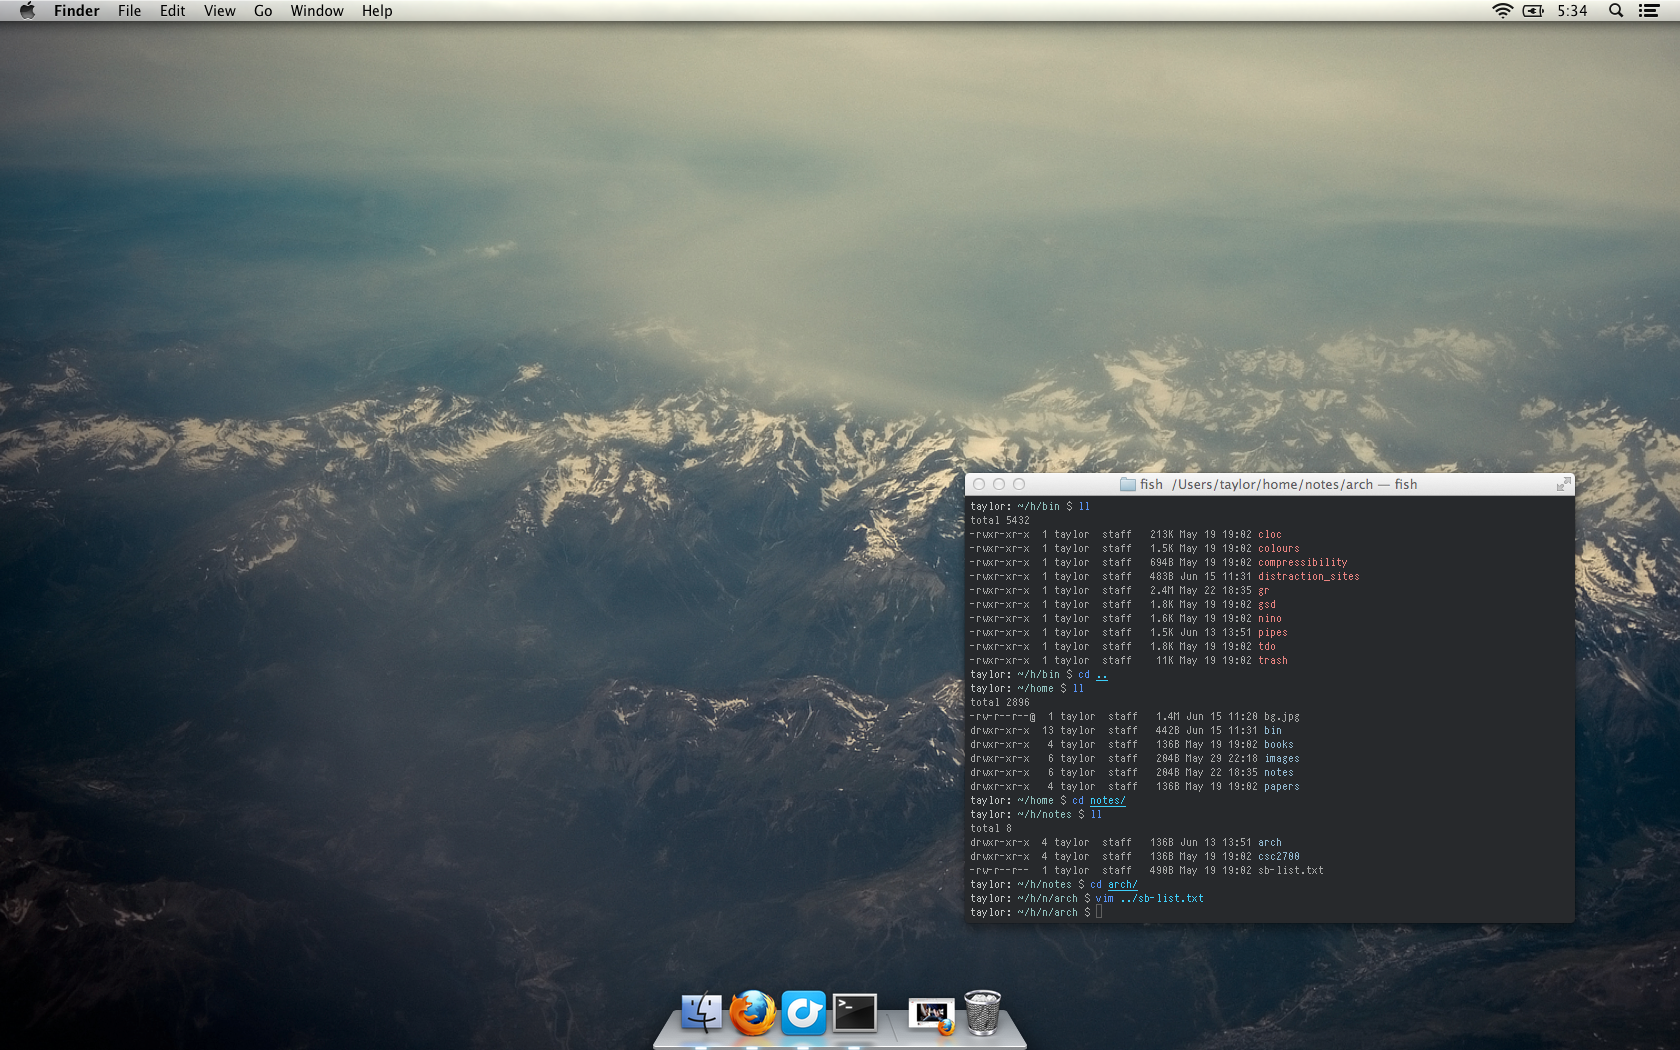 Finder File Edit View Go Window Help 5:34
fish /Users/taylor/home/notes/arch — fish
taylor: ~/h/bin $ ll
total 5432
-rwxr-xr-x 1 taylor staff 213K May 19 19:02 cloc
-rwxr-xr-x 1 taylor staff 1.5K May 19 19:02 colours
-rwxr-xr-x 1 taylor staff 694B May 19 19:02 compressibility
-rwxr-xr-x 1 taylor staff 483B Jun 15 11:31 distraction_sites
-rwxr-xr-x 1 taylor staff 2.4M May 22 18:35 gr
-rwxr-xr-x 1 taylor staff 1.8K May 19 19:02 gsd
-rwxr-xr-x 1 taylor staff 1.6K May 19 19:02 nino
-rwxr-xr-x 1 taylor staff 1.5K Jun 13 13:51 pipes
-rwxr-xr-x 1 taylor staff 1.8K May 19 19:02 tdo
-rwxr-xr-x 1 taylor staff 11K May 19 19:02 trash
taylor: ~/h/bin $ cd ..
taylor: ~/home $ ll
total 2896
-rw-r--r--@ 1 taylor staff 1.4M Jun 15 11:20 bg.jpg
drwxr-xr-x 13 taylor staff 442B Jun 15 11:31 bin
drwxr-xr-x 4 taylor staff 136B May 19 19:02 books
drwxr-xr-x 6 taylor staff 204B May 29 22:18 images
drwxr-xr-x 6 taylor staff 204B May 22 18:35 notes
drwxr-xr-x 4 taylor staff 136B May 19 19:02 papers
taylor: ~/home $ cd notes/
taylor: ~/h/notes $ ll
total 8
drwxr-xr-x 4 taylor staff 136B Jun 13 13:51 arch
drwxr-xr-x 4 taylor staff 136B May 19 19:02 csc2700
-rw-r--r-- 1 taylor staff 490B May 19 19:02 sb-list.txt
taylor: ~/h/notes $ cd arch/
taylor: ~/h/n/arch $ vim ../sb-list.txt
taylor: ~/h/n/arch $
>_